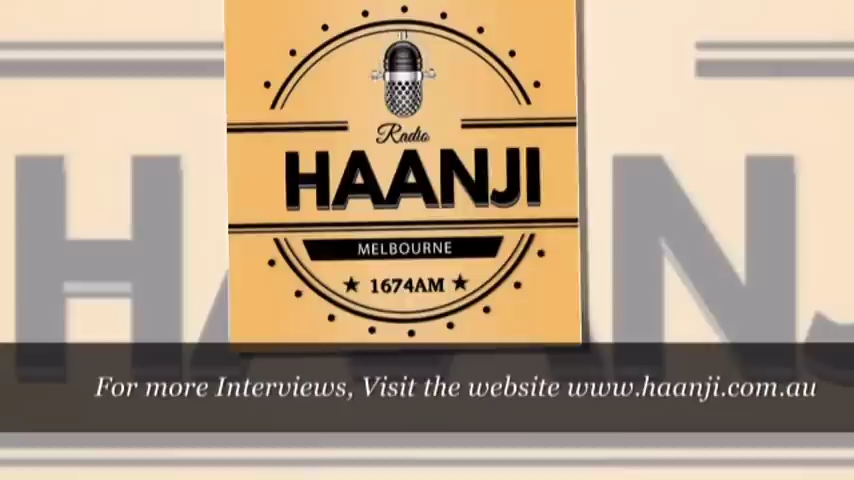 Radio
HAANJI
MELBOURNE
★ 1674AM ★
For more Interviews, Visit the website www.haanji.com.au